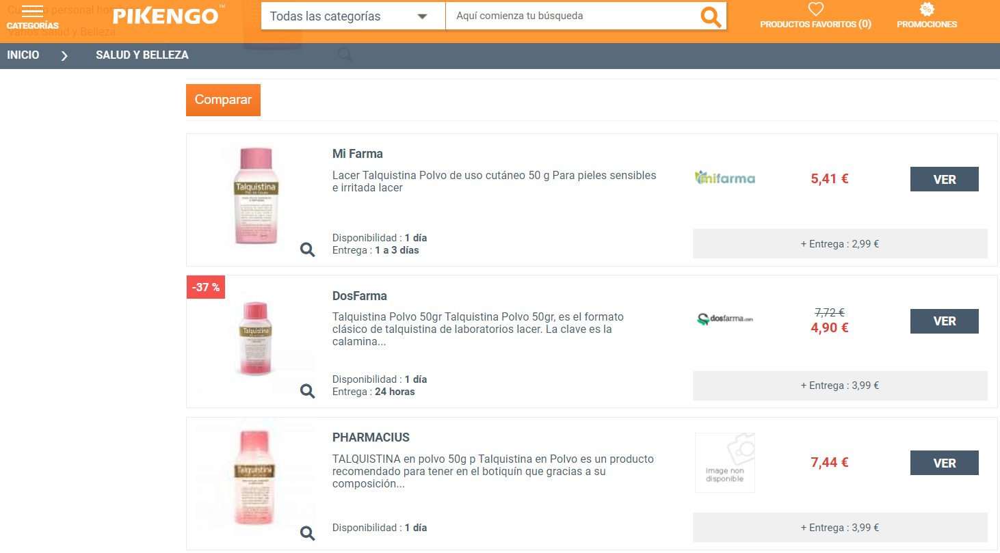 Cuidado personal hombre
PiKENGO™
Todas las categorías
Aquí comienza tu búsqueda
PRODUCTOS FAVORITOS (0)
PROMOCIONES
CATEGORÍAS
Varios Salud y Belleza
INICIO
SALUD Y BELLEZA
Comparar
Talquistina
Mi Farma
Lacer Talquistina Polvo de uso cutáneo 50 g Para pieles sensibles
e irritada lacer
Disponibilidad : 1 día
Entrega : 1 a 3 días
mifarma
5,41 €
VER
+ Entrega : 2,99 €
-37 %
Talquistina
DosFarma
Talquistina Polvo 50gr Talquistina Polvo 50gr, es el formato
clásico de talquistina de laboratorios lacer. La clave es la
calamina...
Disponibilidad : 1 día
Entrega : 24 horas
dosfarma.com
7,72 €
4,90 €
VER
+ Entrega : 3,99 €
Talquistina
PHARMACIUS
TALQUISTINA en polvo 50g p Talquistina en Polvo es un producto
recomendado para tener en el botiquín que gracias a su
composición...
Disponibilidad : 1 día
image non
disponible
7,44 €
VER
+ Entrega : 3,99 €